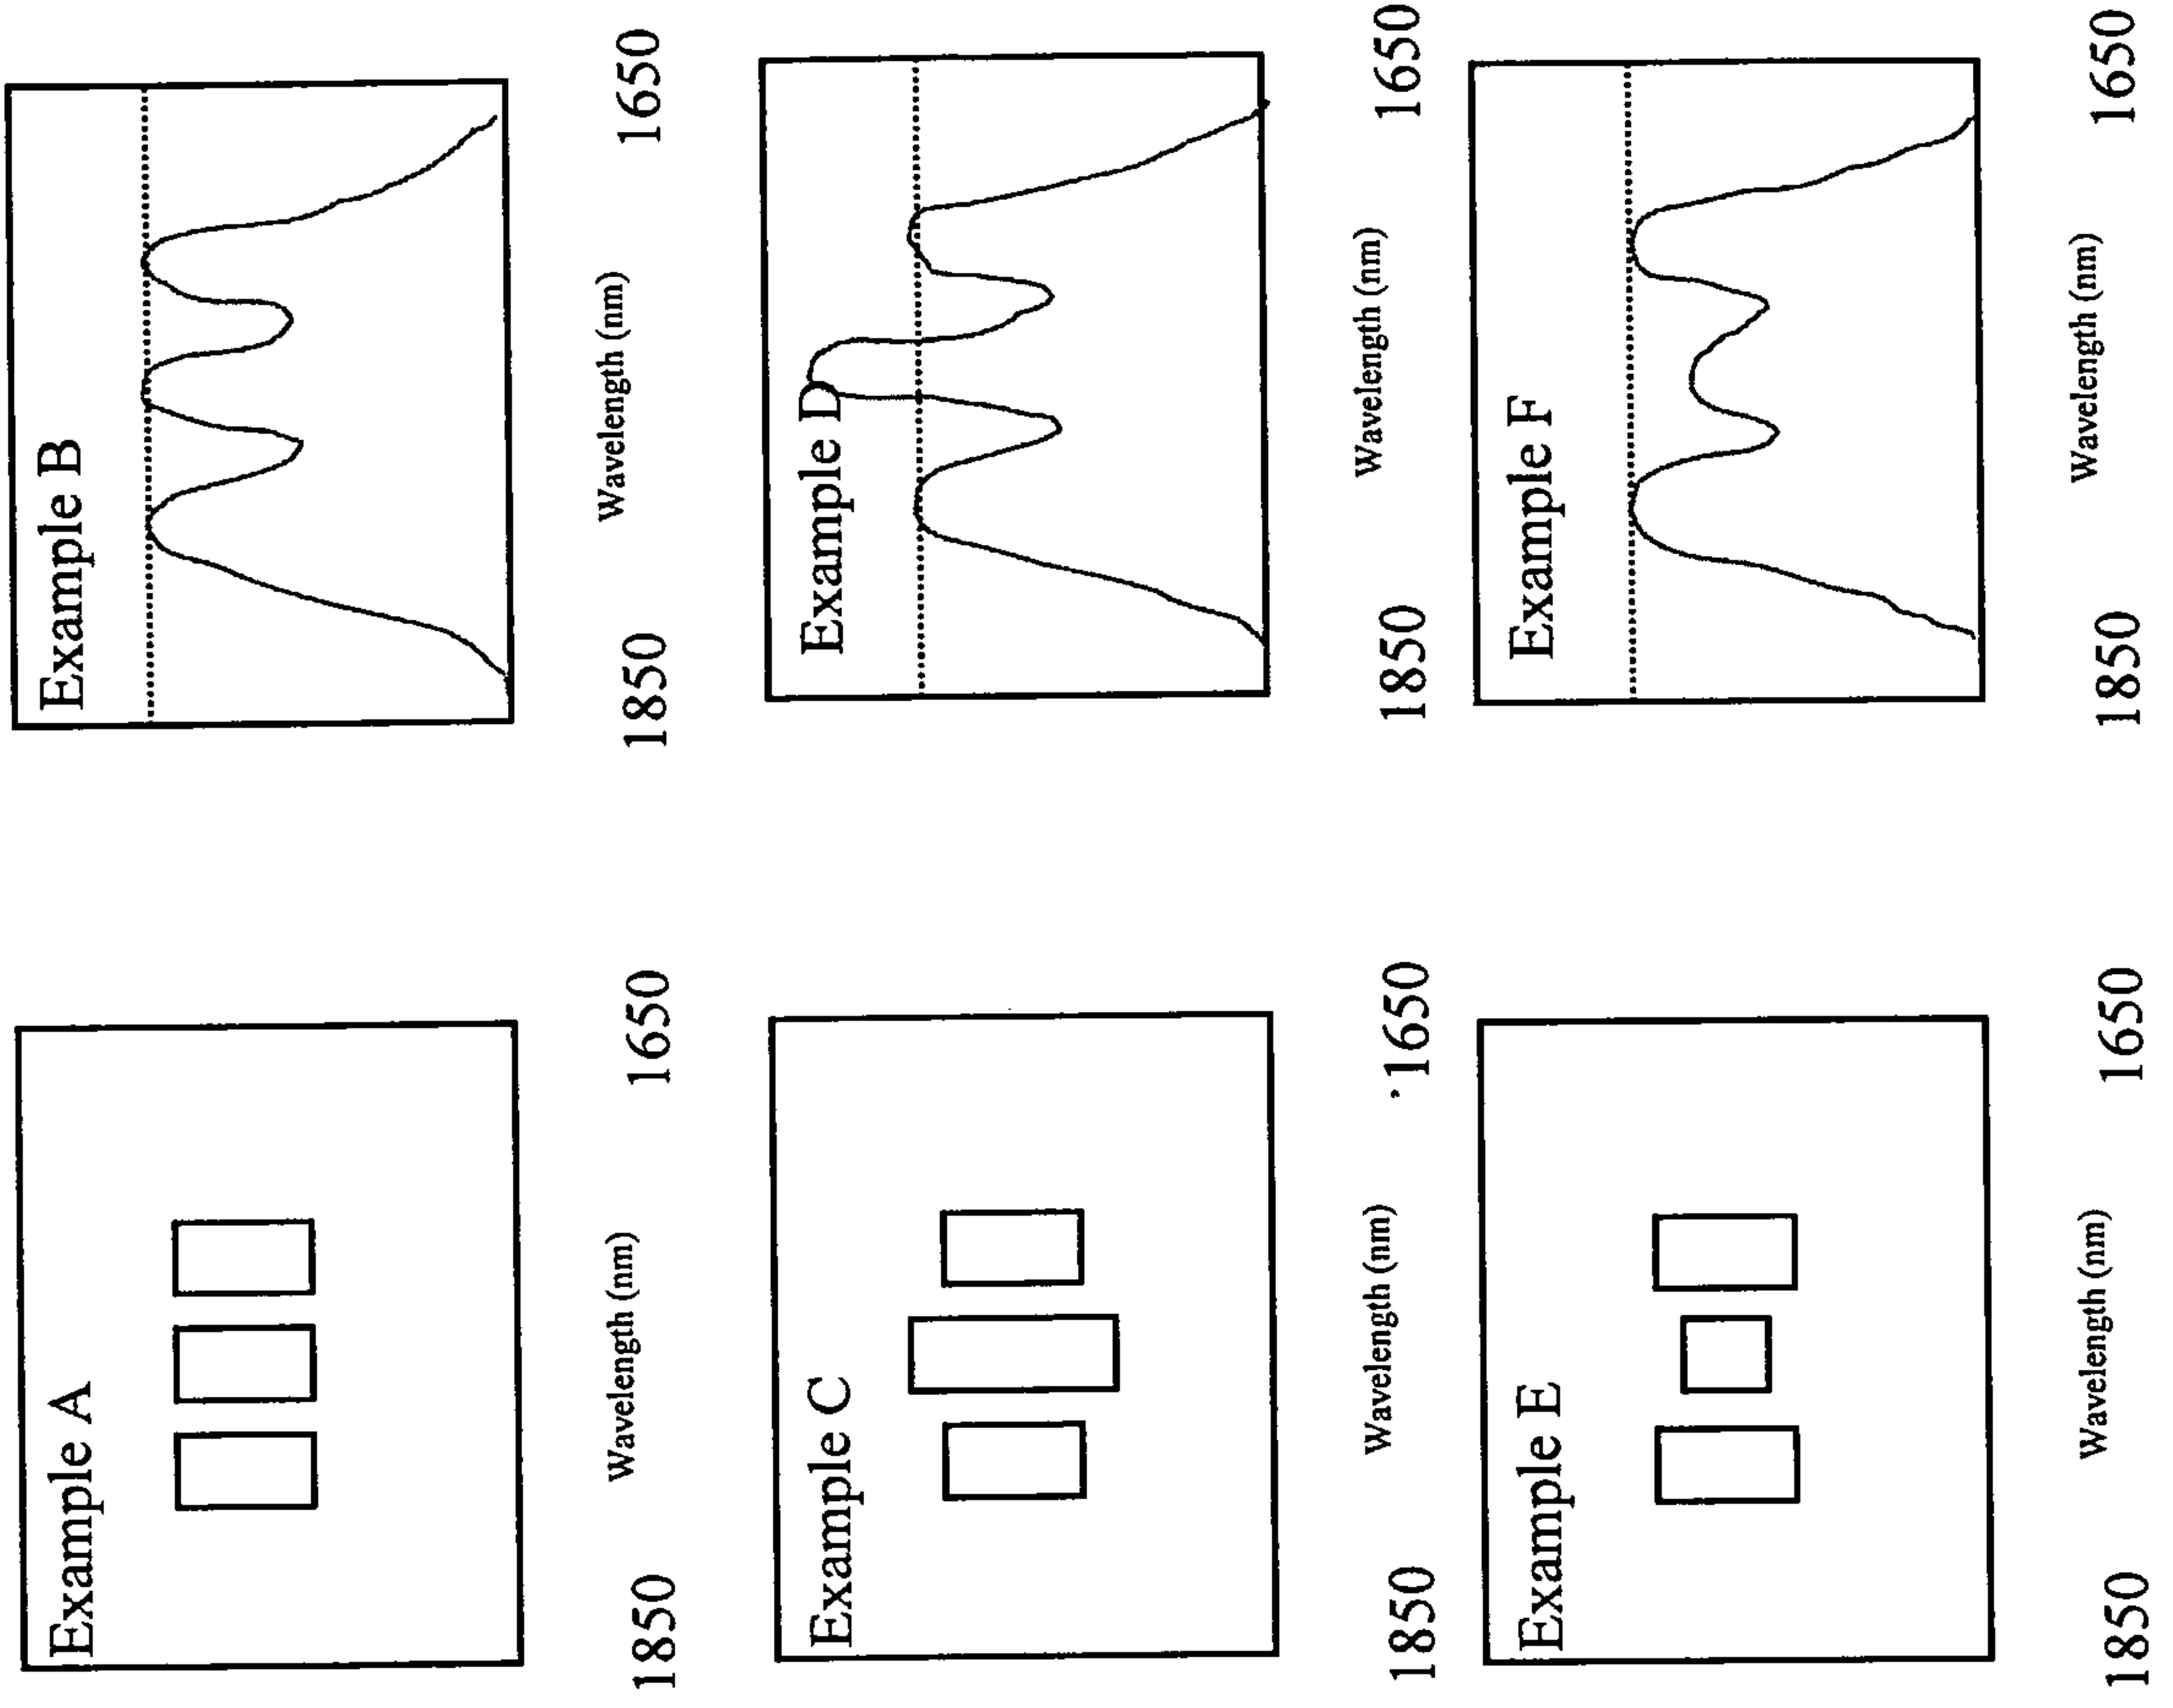 Example A
Wavelength (nm)
1850 1650
Example B
Wavelength (nm)
1850 1650
Example C
Wavelength (nm)
1850 1650
Example D
Wavelength (nm)
1850 1650
Example E
Wavelength (nm)
1850 1650
Example F
Wavelength (nm)
1850 1650